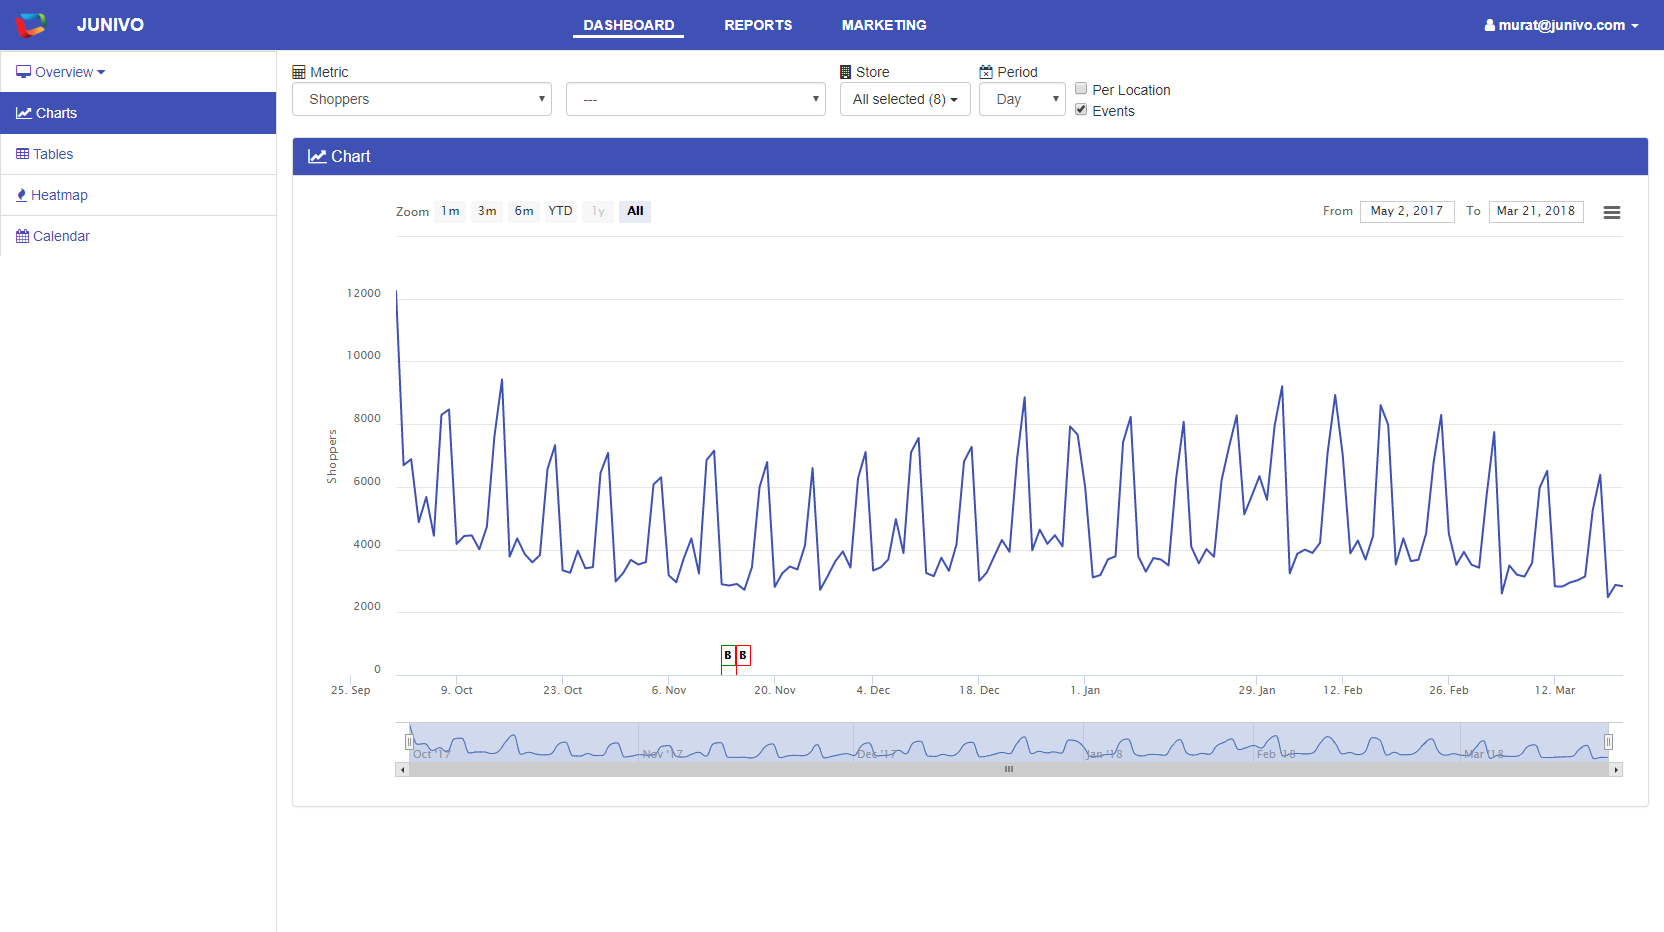 JUNIVO
DASHBOARD REPORTS MARKETING
murat@junivo.com
Overview
Charts
Tables
Heatmap
Calendar
Metric
Shoppers
---
Store
All selected (8)
Period
Day
Per Location
Events
Chart
Zoom 1m 3m 6m YTD 1y All
From May 2, 2017 To Mar 21, 2018
Shoppers
12000
10000
8000
6000
4000
2000
0
B B
25. Sep 9. Oct 23. Oct 6. Nov 20. Nov 4. Dec 18. Dec 1. Jan 29. Jan 12. Feb 26. Feb 12. Mar
Oct '17 Nov '17 Dec '17 Jan '18 Feb '18 Mar '18